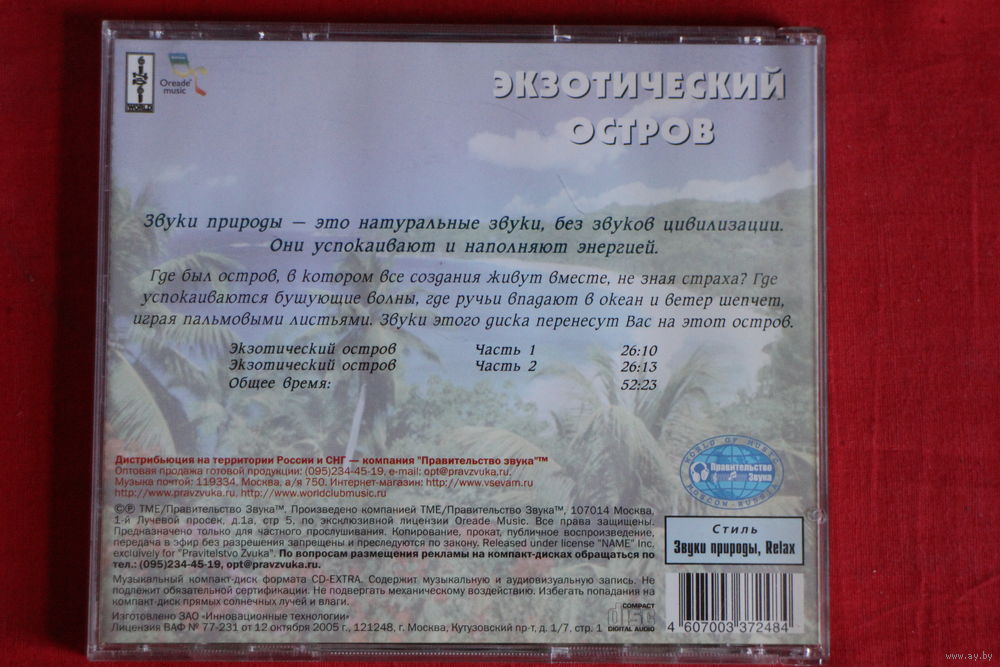 WORLD
Oreade
music
ЭКЗОТИЧЕСКИЙ
ОСТРОВ
Звуки природы — это натуральные звуки, без звуков цивилизации.
Они успокаивают и наполняют энергией.
Где был остров, в котором все создания живут вместе, не зная страха? Где
успокаиваются бушующие волны, где ручьи впадают в океан и ветер шепчет,
играя пальмовыми листьями. Звуки этого диска перенесут Вас на этот остров.
Экзотический остров Часть 1 26:10
Экзотический остров Часть 2 26:13
Общее время: 52:23
Дистрибьюция на территории России и СНГ — компания "Правительство звука"™
Оптовая продажа готовой продукции: (095)234-45-19, e-mail: opt@pravzvuka.ru.
Музыка почтой: 119334. Москва, а/я 750. Интернет-магазин: http://www.vsevam.ru
http://www.pravzvuka.ru, http://www.worldclubmusic.ru
WORLD OF MUSIC
Правительство
Звука
MOSCOW - RUSSIA
©℗ TME/Правительство Звука™. Произведено компанией TME/Правительство Звука™, 107014 Москва,
1-й Лучевой просек, д.1а, стр 5, по эксклюзивной лицензии Oreade Music. Все права защищены.
Предназначено только для частного прослушивания. Копирование, прокат, публичное воспроизведение,
передача в эфир без разрешения запрещены и преследуются по закону. Released under license "NAME" inc.,
exclusively for "Pravitelstvo Zvuka". По вопросам размещения рекламы на компакт-дисках обращаться по
тел.: (095)234-45-19, opt@pravzvuka.ru.
Стиль
Звуки природы, Relax
Музыкальный компакт-диск формата CD-EXTRA. Содержит музыкальную и аудиовизуальную запись. Не
подлежит обязательной сертификации. Не подвергать механическому воздействию. Избегать попадания на
компакт-диск прямых солнечных лучей и влаги.
Изготовлено ЗАО «Инновационные технологии»
Лицензия ВАФ № 77-231 от 12 октября 2005 г., 121248, г. Москва, Кутузовский пр-т, д. 1/7. стр. 1
COMPACT
disc
DIGITAL AUDIO
4 607003 372484
www.ay.by